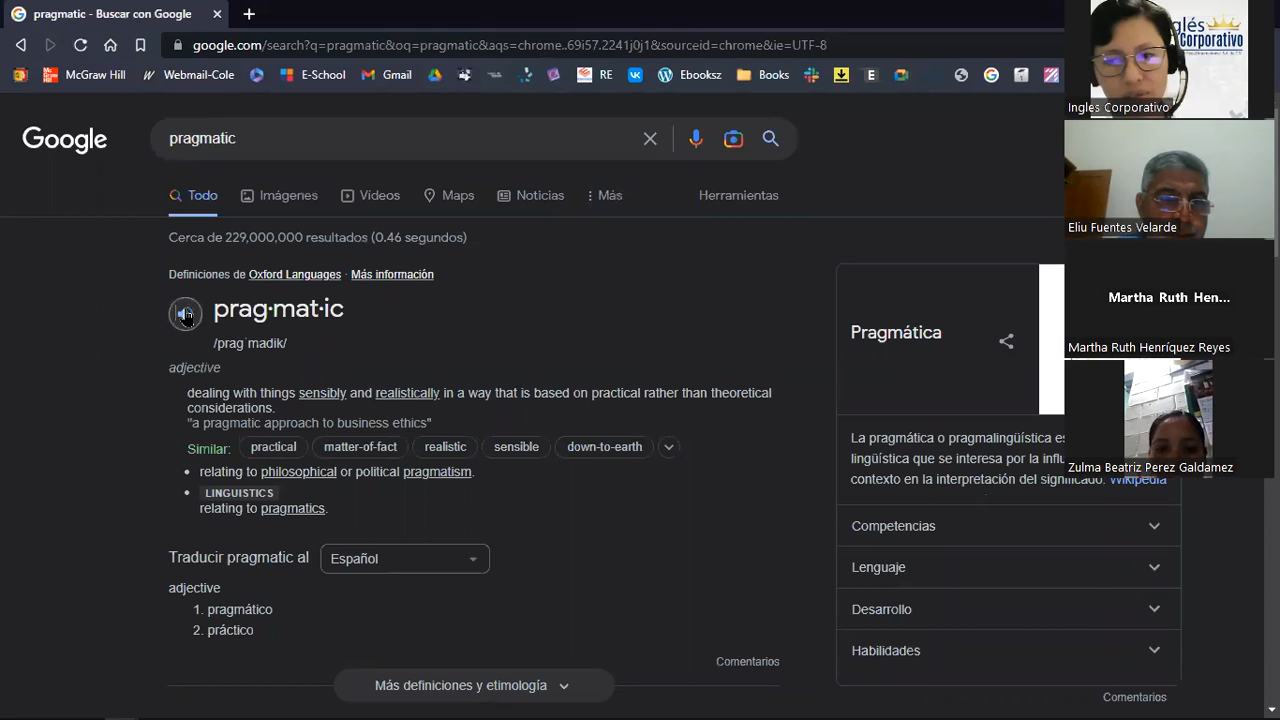 pragmatic - Buscar con Google
google.com/search?q=pragmatic&oq=pragmatic&aqs=chrome..69i57.2241j0j1&sourceid=chrome&ie=UTF-8
McGraw Hill Webmail-Cole E-School Gmail RE Ebooksz Books
Google
pragmatic
Todo Imágenes Vídeos Maps Noticias Más Herramientas
Cerca de 229,000,000 resultados (0.46 segundos)
Definiciones de Oxford Languages · Más información
prag·mat·ic
/praɡˈmadik/
adjective
dealing with things sensibly and realistically in a way that is based on practical rather than theoretical
considerations.
"a pragmatic approach to business ethics"
Similar: practical matter-of-fact realistic sensible down-to-earth
• relating to philosophical or political pragmatism.
• LINGUISTICS
relating to pragmatics.
Traducir pragmatic al Español
adjective
1. pragmático
2. práctico
Comentarios
Más definiciones y etimología
Pragmática
La pragmática o pragmalingüística es
lingüística que se interesa por la influ
contexto en la interpretación del significado. Wikipedia
Competencias
Lenguaje
Desarrollo
Habilidades
Comentarios
glés
Corporativo
Ingles Corporativo
Eliu Fuentes Velarde
Martha Ruth Hen...
Martha Ruth Henríquez Reyes
Zulma Beatriz Perez Galdamez